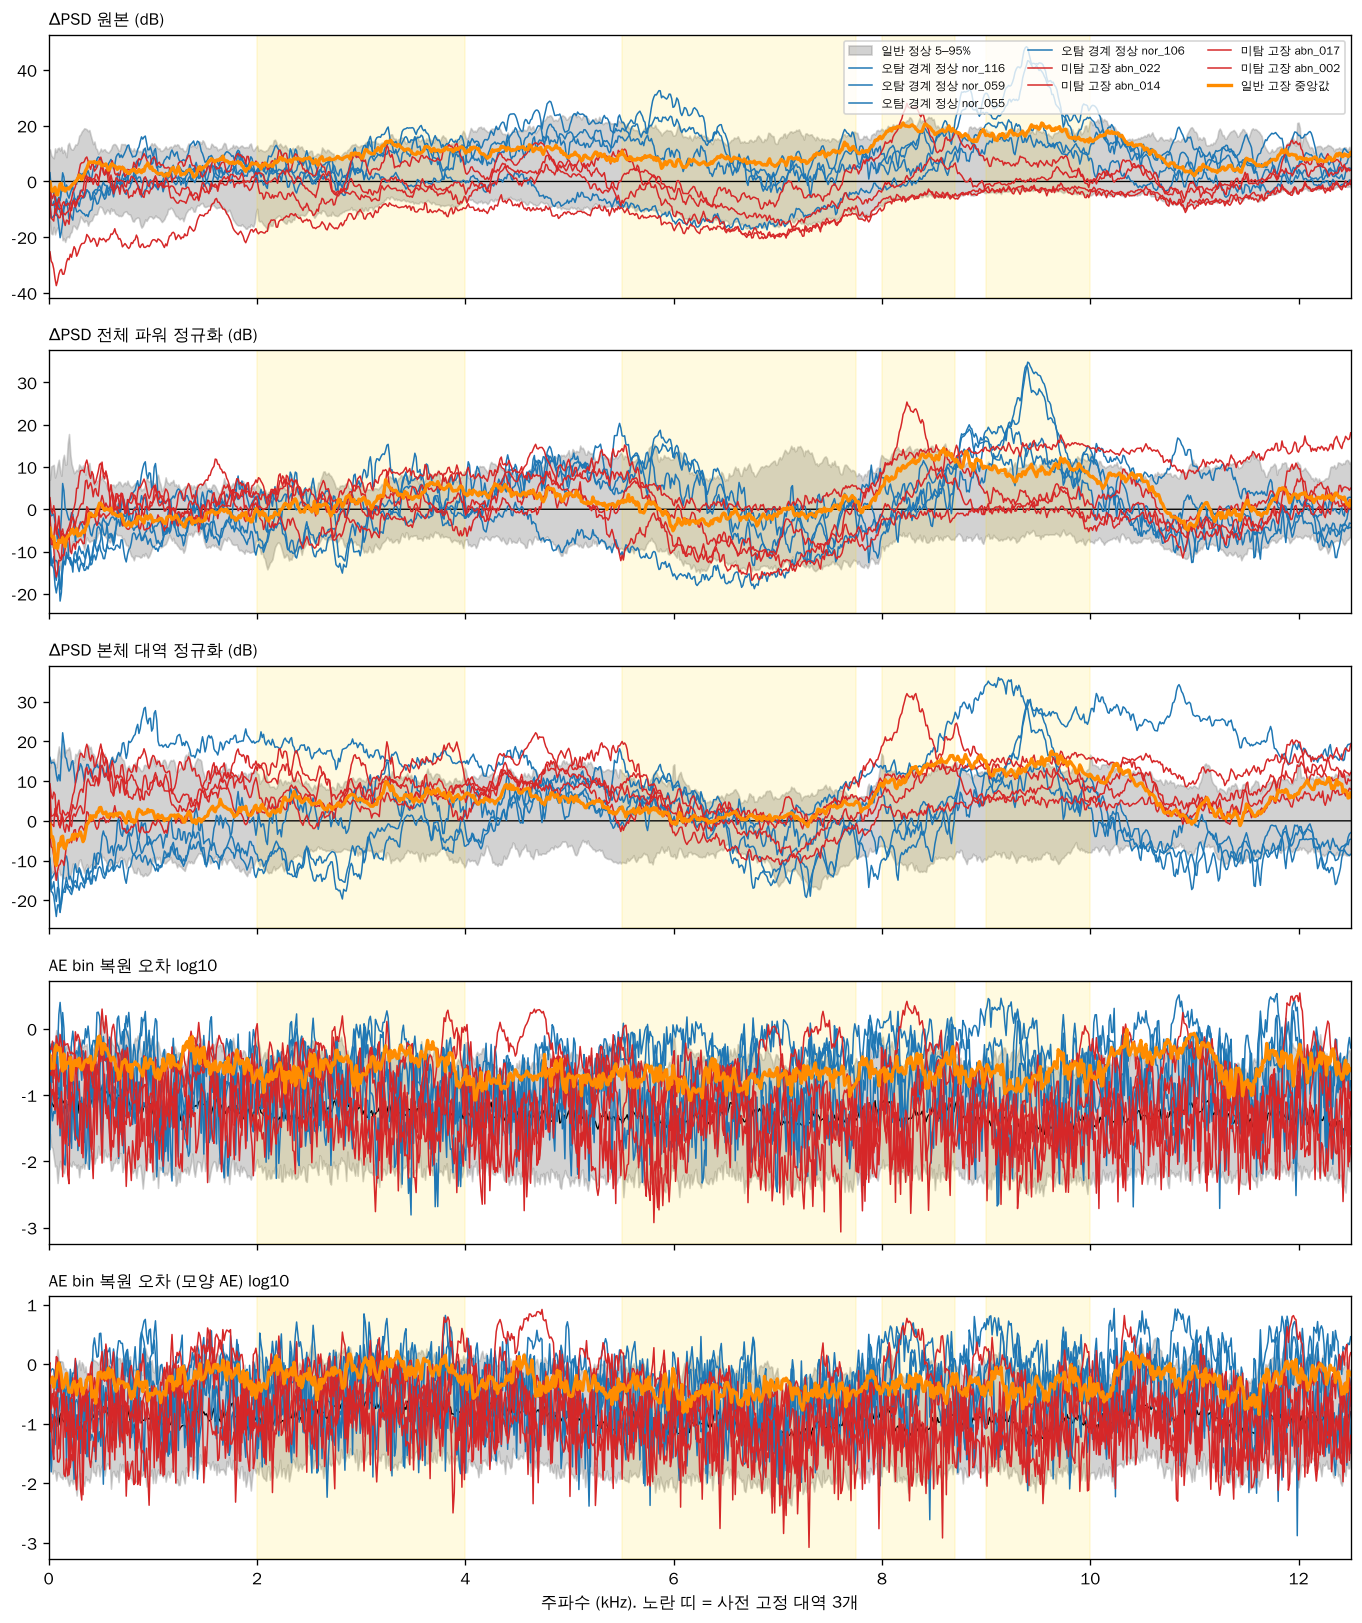 ΔPSD 원본 (dB)
일반 정상 5–95%
오탐 경계 정상 nor_116
오탐 경계 정상 nor_059
오탐 경계 정상 nor_055
오탐 경계 정상 nor_106
미탐 고장 abn_022
미탐 고장 abn_014
미탐 고장 abn_017
미탐 고장 abn_002
일반 고장 중앙값
40
20
0
-20
-40
ΔPSD 전체 파워 정규화 (dB)
30
20
10
0
-10
-20
ΔPSD 본체 대역 정규화 (dB)
30
20
10
0
-10
-20
AE bin 복원 오차 log10
0
-1
-2
-3
AE bin 복원 오차 (모양 AE) log10
1
0
-1
-2
-3
0 2 4 6 8 10 12
주파수 (kHz). 노란 띠 = 사전 고정 대역 3개